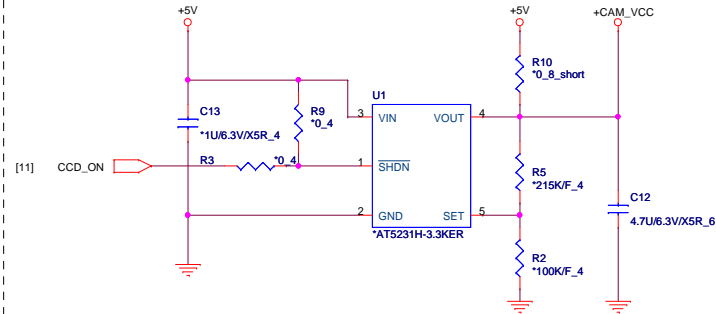 +5V
+5V
+CAM_VCC
R10
*0_8_short
U1
C13
*1U/6.3V/X5R_4
R9
*0_4
3
VIN
VOUT
4
[11]
CCD_ON
R3
*0_4
1
SHDN
R5
*215K/F_4
2
GND
SET
5
*AT5231H-3.3KER
C12
4.7U/6.3V/X5R_6
R2
*100K/F_4